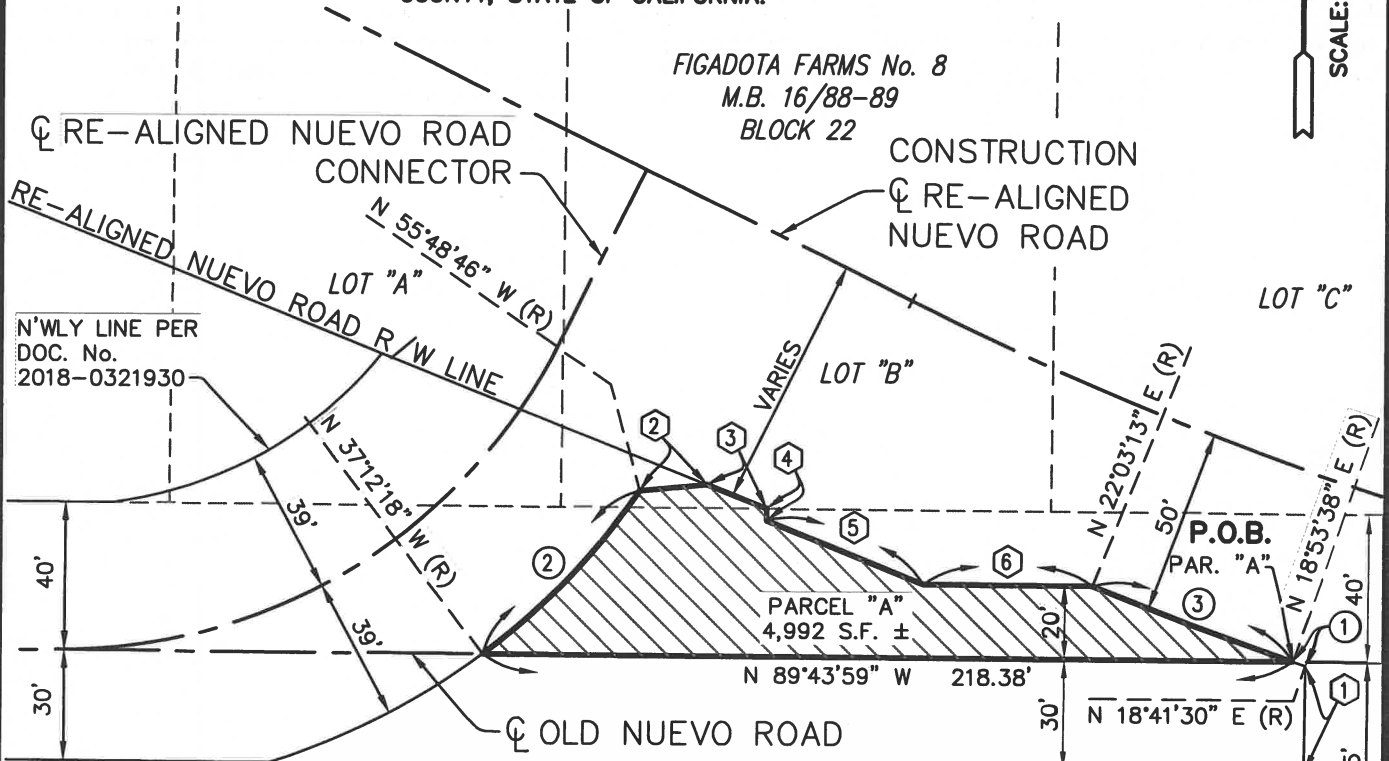 COUNTY, STATE OF CALIFORNIA.
SCALE:
FIGADOTA FARMS No. 8
M.B. 16/88-89
BLOCK 22
℄ RE-ALIGNED NUEVO ROAD
CONNECTOR
CONSTRUCTION
℄ RE-ALIGNED
NUEVO ROAD
RE-ALIGNED NUEVO ROAD R/W LINE
N 55°48'46" W (R)
LOT "A"
LOT "C"
N'WLY LINE PER
DOC. No.
2018-0321930
VARIES
LOT "B"
N 37°12'18" W (R)
N 22°03'13" E (R)
N 18°53'38" E (R)
2
3
4
39'
2
5
6
50'
P.O.B.
PAR. "A"
3
40'
40'
PARCEL "A"
4,992 S.F. ±
20'
1
39'
N 89°43'59" W 218.38'
1
30'
30'
N 18°41'30" E (R)
℄ OLD NUEVO ROAD